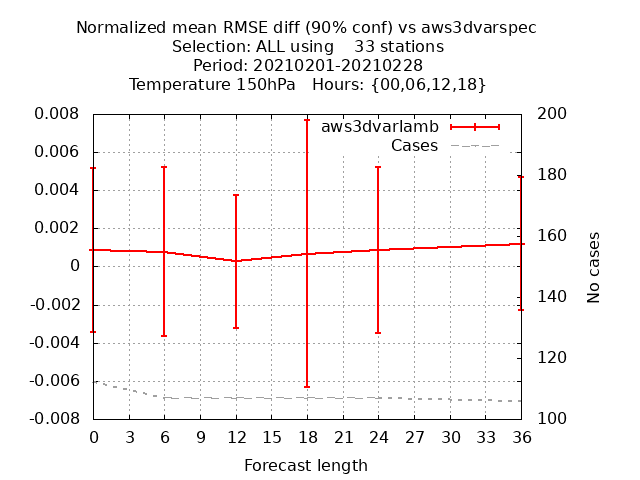 Normalized mean RMSE diff (90% conf) vs aws3dvarspec
Selection: ALL using    33 stations
Period: 20210201-20210228
Temperature 150hPa   Hours: {00,06,12,18}
aws3dvarlamb
Cases
0.008
0.006
0.004
0.002
0
-0.002
-0.004
-0.006
-0.008
200
180
160
140
120
100
No cases
0 3 6 9 12 15 18 21 24 27 30 33 36
Forecast length